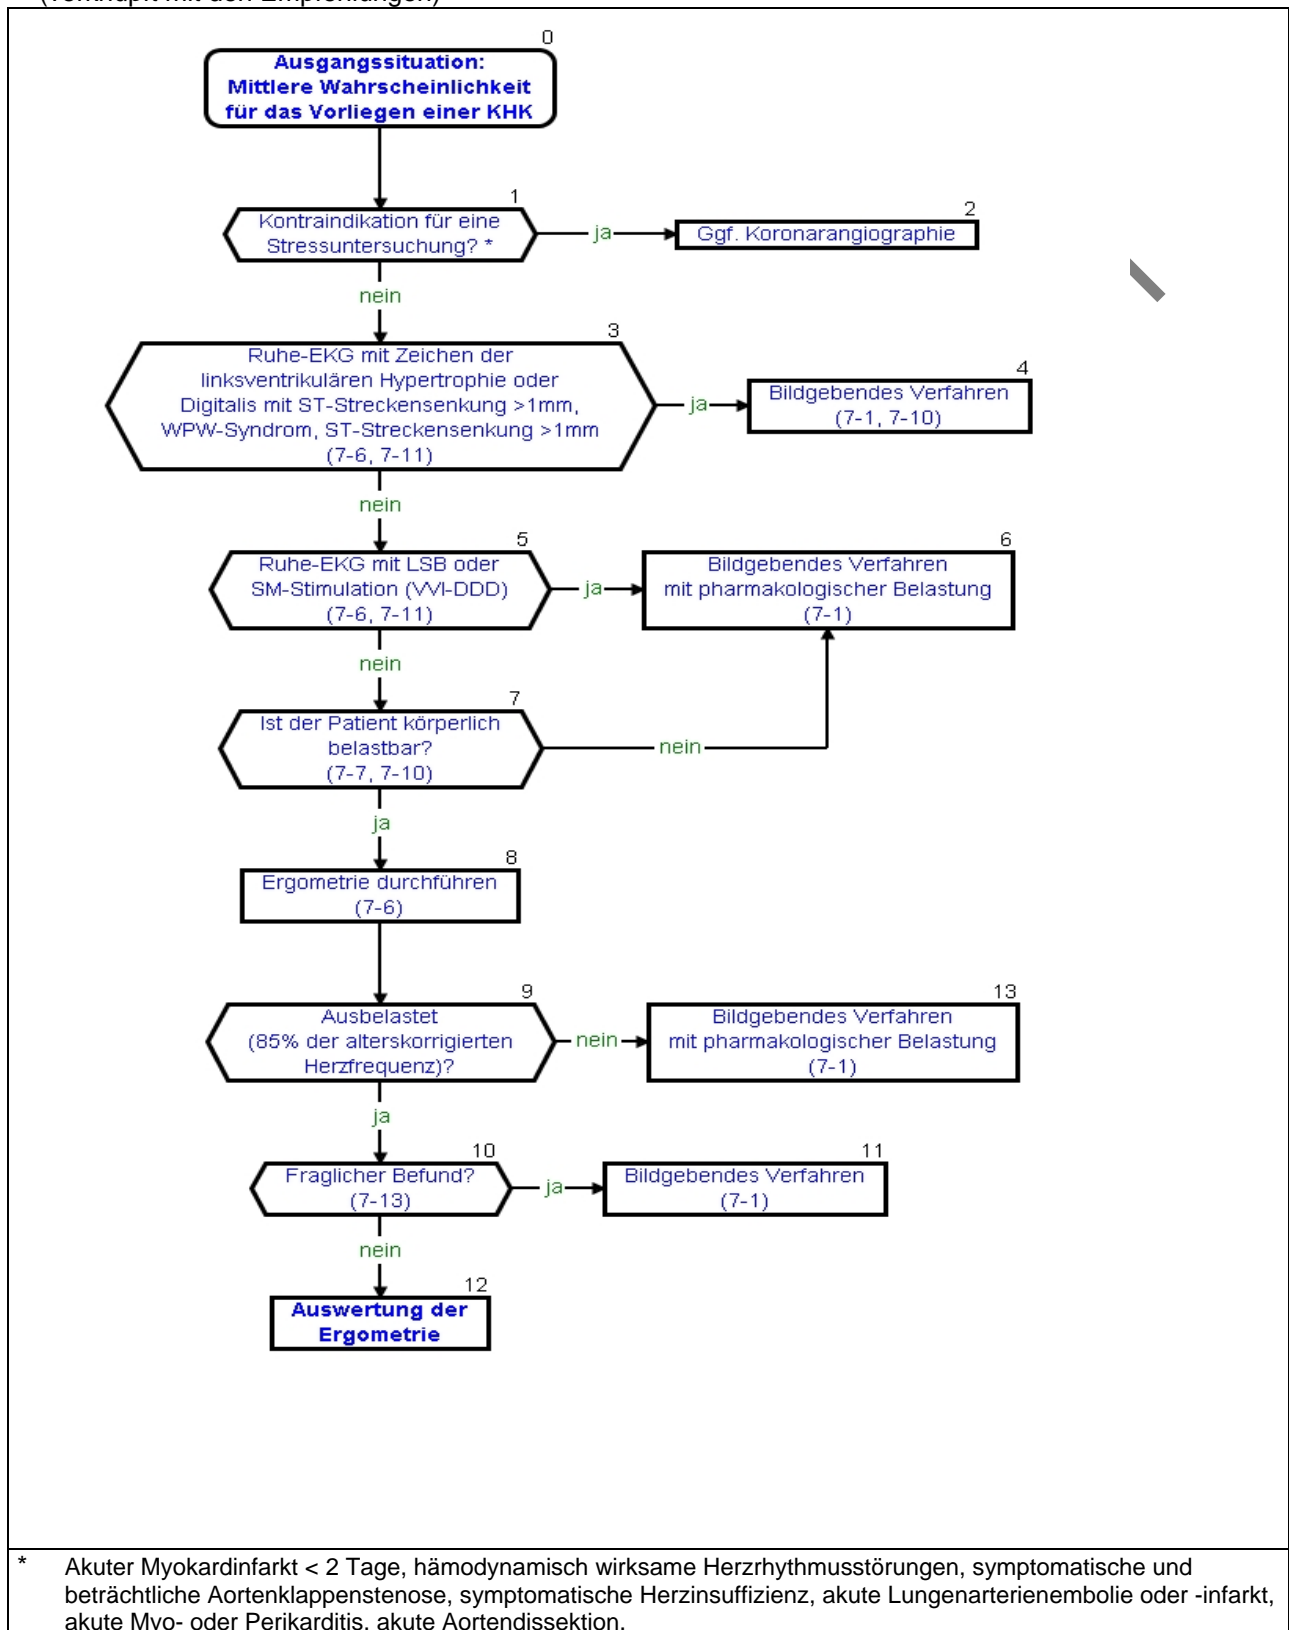 (verknüpft mit den Empfehlungen)
0
Ausgangssituation:
Mittlere Wahrscheinlichkeit
für das Vorliegen einer KHK
1
Kontraindikation für eine
Stressuntersuchung? *
ja
2
Ggf. Koronarangiographie
nein
3
Ruhe-EKG mit Zeichen der
linksventrikulären Hypertrophie oder
Digitalis mit ST-Streckensenkung >1mm,
WPW-Syndrom, ST-Streckensenkung >1mm
(7-6, 7-11)
ja
4
Bildgebendes Verfahren
(7-1, 7-10)
nein
5
Ruhe-EKG mit LSB oder
SM-Stimulation (VVI-DDD)
(7-6, 7-11)
ja
6
Bildgebendes Verfahren
mit pharmakologischer Belastung
(7-1)
nein
7
Ist der Patient körperlich
belastbar?
(7-7, 7-10)
nein
ja
8
Ergometrie durchführen
(7-6)
9
Ausbelastet
(85% der alterskorrigierten
Herzfrequenz)?
nein
13
Bildgebendes Verfahren
mit pharmakologischer Belastung
(7-1)
ja
10
Fraglicher Befund?
(7-13)
ja
11
Bildgebendes Verfahren
(7-1)
nein
12
Auswertung der
Ergometrie
* Akuter Myokardinfarkt < 2 Tage, hämodynamisch wirksame Herzrhythmusstörungen, symptomatische und
beträchtliche Aortenklappenstenose, symptomatische Herzinsuffizienz, akute Lungenarterienembolie oder -infarkt,
akute Myo- oder Perikarditis, akute Aortendissektion.